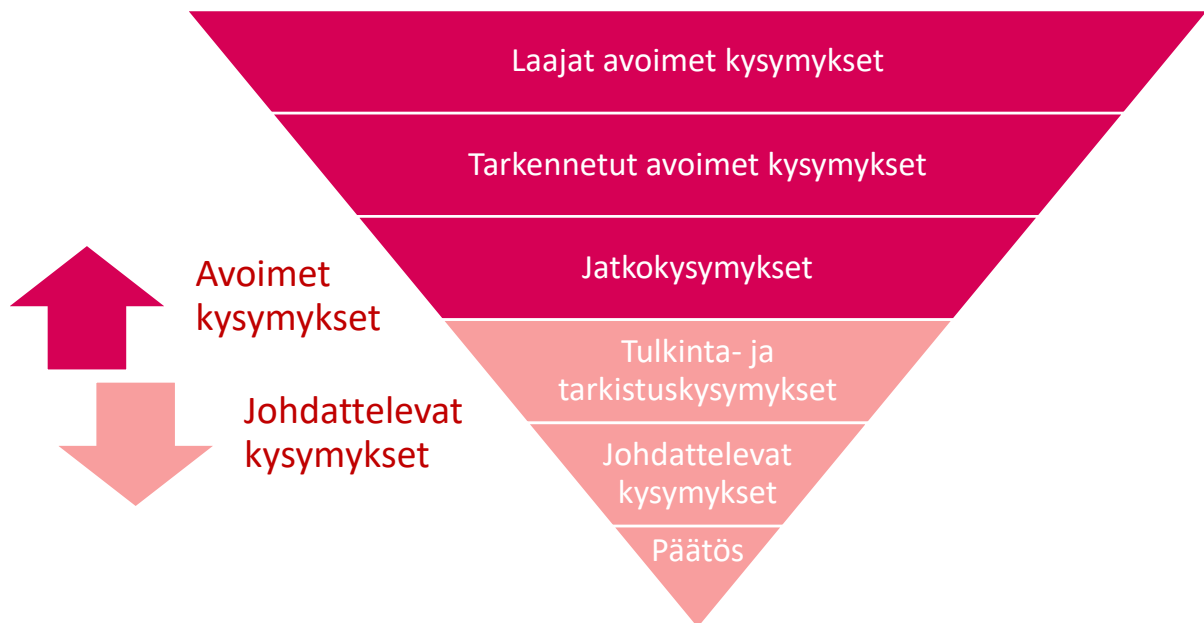 Laajat avoimet kysymykset
Tarkennetut avoimet kysymykset
Jatkokysymykset
Avoimet
kysymykset
Tulkinta- ja
tarkistuskysymykset
Johdattelevat
kysymykset
Johdattelevat
kysymykset
Päätös